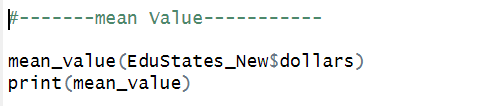 #-------mean Value-----------
mean_value(EduStates_New$dollars)
print(mean_value)